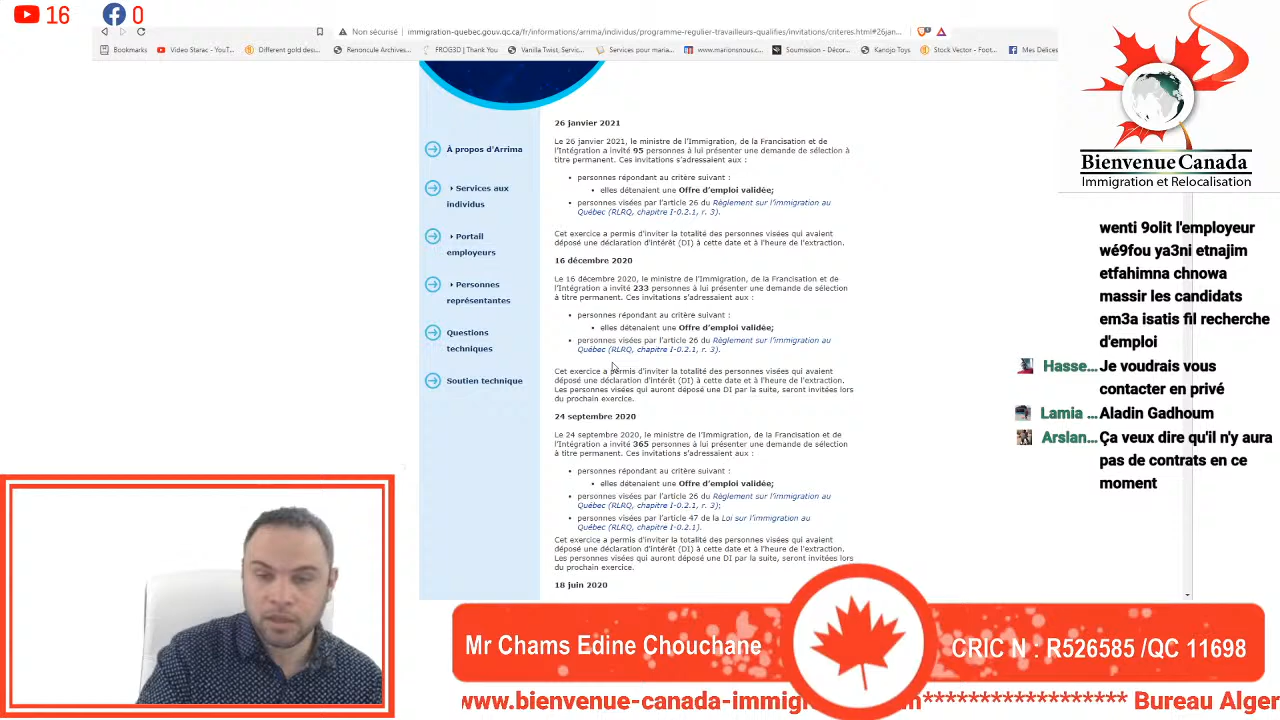 16
0
Non sécurisé
immigration-quebec.gouv.qc.ca/fr/informations/arrima/individus/programme-regulier-travailleurs-qualifies/invitations/criteres.html#26jan...
Bookmarks
Video Starac - YouT...
Different gold des...
Renoncule Archives...
FROG3D | Thank You
Vanilla Twist, Servic...
Services pour maria...
www.marionsnous.c...
Soumission - Décor...
Kanojo Toys
Stock Vector - Foot...
Mes Delices
À propos d'Arrima
Services aux
individus
Portail
employeurs
Personnes
représentantes
Questions
techniques
Soutien technique
26 janvier 2021
Le 26 janvier 2021, le ministre de l'Immigration, de la Francisation et de
l'Intégration a invité 95 personnes à lui présenter une demande de sélection à
titre permanent. Ces invitations s'adressaient aux :
personnes répondant au critère suivant :
elles détenaient une Offre d'emploi validée;
personnes visées par l'article 26 du Règlement sur l'immigration au
Québec (RLRQ, chapitre I-0.2.1, r. 3).
Cet exercice a permis d'inviter la totalité des personnes visées qui avaient
déposé une déclaration d'intérêt (DI) à cette date et à l'heure de l'extraction.
16 décembre 2020
Le 16 décembre 2020, le ministre de l'Immigration, de la Francisation et de
l'Intégration a invité 233 personnes à lui présenter une demande de sélection
à titre permanent. Ces invitations s'adressaient aux :
personnes répondant au critère suivant :
elles détenaient une Offre d'emploi validée;
personnes visées par l'article 26 du Règlement sur l'immigration au
Québec (RLRQ, chapitre I-0.2.1, r. 3).
Cet exercice a permis d'inviter la totalité des personnes visées qui avaient
déposé une déclaration d'intérêt (DI) à cette date et à l'heure de l'extraction.
Les personnes visées qui auront déposé une DI par la suite, seront invitées lors
du prochain exercice.
24 septembre 2020
Le 24 septembre 2020, le ministre de l'Immigration, de la Francisation et de
l'Intégration a invité 365 personnes à lui présenter une demande de sélection
à titre permanent. Ces invitations s'adressaient aux :
personnes répondant au critère suivant :
elles détenaient une Offre d'emploi validée;
personnes visées par l'article 26 du Règlement sur l'immigration au
Québec (RLRQ, chapitre I-0.2.1, r. 3);
personnes visées par l'article 47 de la Loi sur l'immigration au
Québec (RLRQ, chapitre I-0.2.1).
Cet exercice a permis d'inviter la totalité des personnes visées qui avaient
déposé une déclaration d'intérêt (DI) à cette date et à l'heure de l'extraction.
Les personnes visées qui auront déposé une DI par la suite, seront invitées lors
du prochain exercice.
18 juin 2020
Bienvenue Canada
Immigration et Relocalisation
wenti 9olit l'employeur
wé9fou ya3ni etnajim
etfahimna chnowa
massir les candidats
em3a isatis fil recherche
d'emploi
Hasse... Je voudrais vous
contacter en privé
Lamia ... Aladin Gadhoum
Arslan... Ça veux dire qu'il n'y aura
pas de contrats en ce
moment
Mr Chams Edine Chouchane
CRIC N : R526585 /QC 11698
www.bienvenue-canada-immig
n****************** Bureau Alger